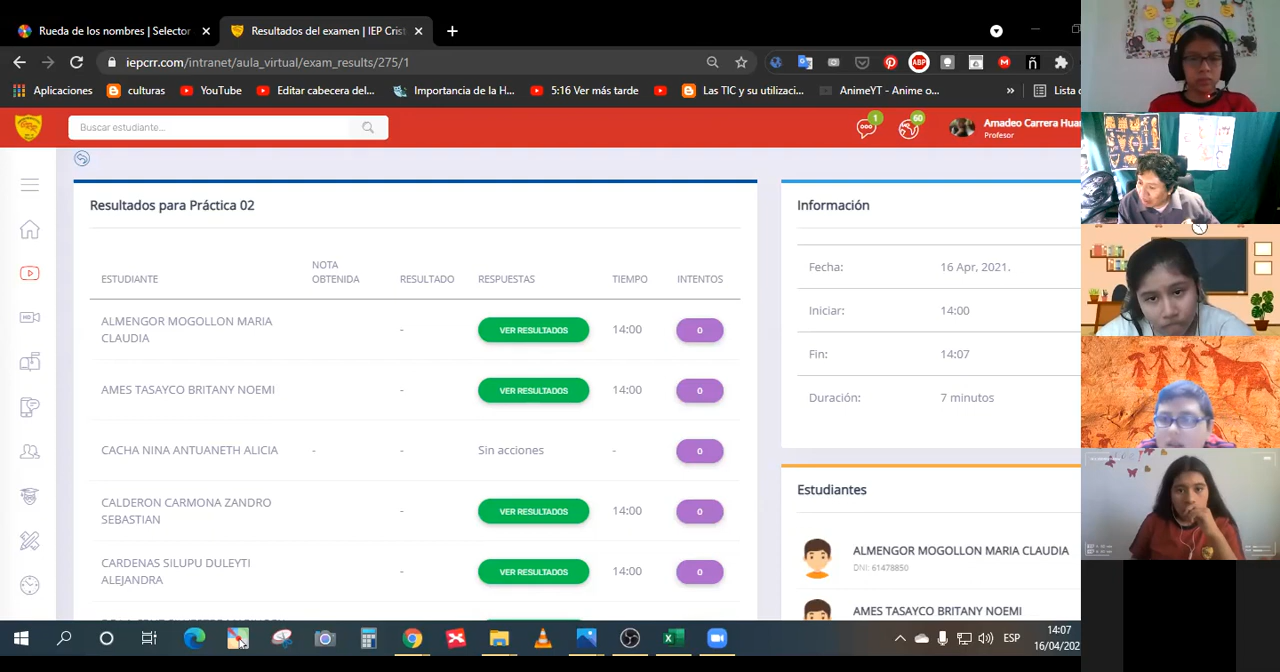 Rueda de los nombres | Selector
Resultados del examen | IEP Crist
iepcrr.com/intranet/aula_virtual/exam_results/275/1
Aplicaciones
culturas
YouTube
Editar cabecera del...
Importancia de la H...
5:16 Ver más tarde
Las TIC y su utilizaci...
AnimeYT - Anime o...
»
Lista d
Buscar estudiante...
1
60
Amadeo Carrera Huar
Profesor
Resultados para Práctica 02
ESTUDIANTE
NOTA
OBTENIDA
RESULTADO
RESPUESTAS
TIEMPO
INTENTOS
ALMENGOR MOGOLLON MARIA
CLAUDIA
-
VER RESULTADOS
14:00
0
AMES TASAYCO BRITANY NOEMI
-
VER RESULTADOS
14:00
0
CACHA NINA ANTUANETH ALICIA
-
-
Sin acciones
-
0
CALDERON CARMONA ZANDRO
SEBASTIAN
-
VER RESULTADOS
14:00
0
CARDENAS SILUPU DULEYTI
ALEJANDRA
-
VER RESULTADOS
14:00
0
Información
Fecha: 16 Apr, 2021.
Iniciar: 14:00
Fin: 14:07
Duración: 7 minutos
Estudiantes
ALMENGOR MOGOLLON MARIA CLAUDIA
DNI: 61478850
AMES TASAYCO BRITANY NOEMI
ABP
ñ
ESP
14:07
16/04/202